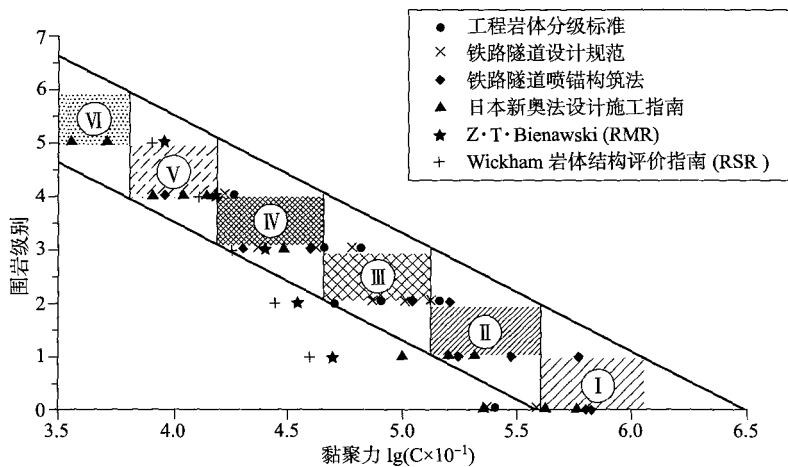 工程岩体分级标准
铁路隧道设计规范
铁路隧道喷锚构筑法
日本新奥法设计施工指南
Z·T·Bienawski (RMR)
Wickham 岩体结构评价指南 (RSR)
围岩级别
7
6
5
4
3
2
1
0
Ⅵ
Ⅴ
Ⅳ
Ⅲ
Ⅱ
Ⅰ
3.5 4.0 4.5 5.0 5.5 6.0 6.5
黏聚力 lg(C×10⁻¹)